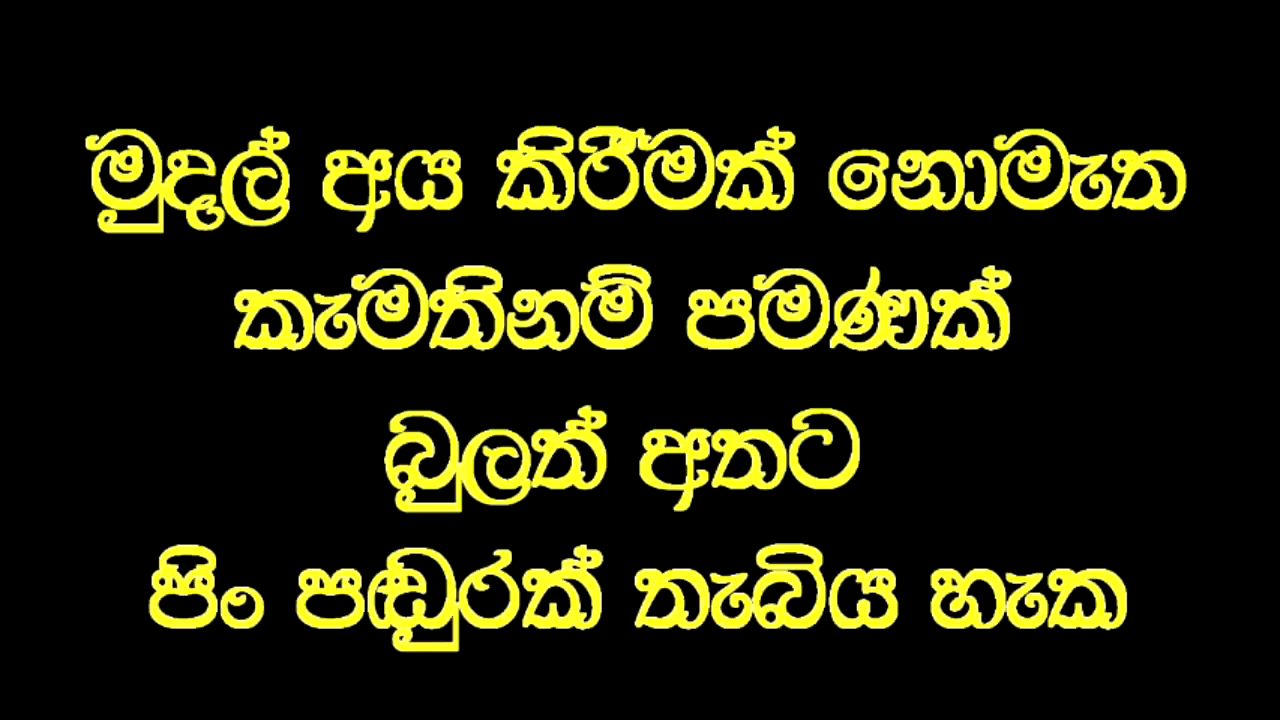 මුදල් අය කිරීමක් නොමැත
කැමතිනම් පමණක්
බුලත් අතට
පිං පඬුරක් තැබිය හැක